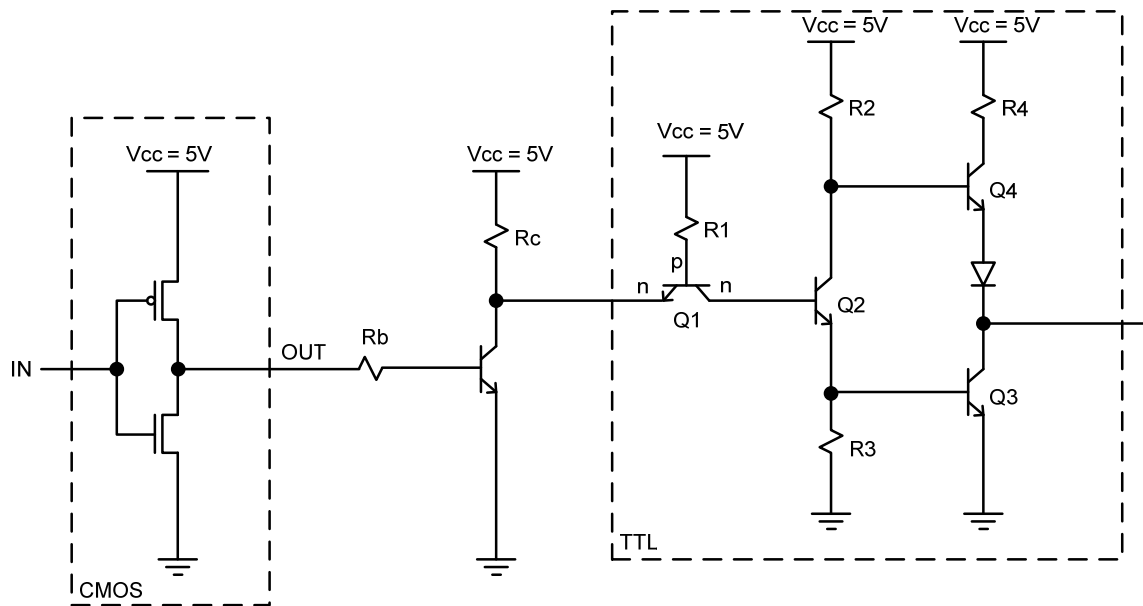 Vcc = 5V
Vcc = 5V
R2
R4
Vcc = 5V
Vcc = 5V
Vcc = 5V
Q4
R1
Rc
p
n
n
Q1
Q2
Rb
OUT
IN
Q3
R3
TTL
CMOS